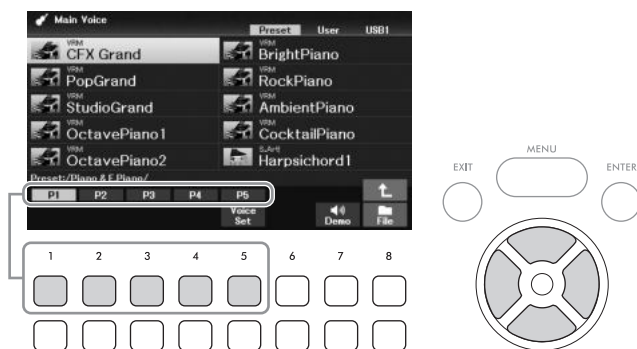 Main Voice
Preset User USB1
VRM CFX Grand
VRM BrightPiano
VRM PopGrand
VRM RockPiano
VRM StudioGrand
VRM AmbientPiano
VRM OctavePiano1
VRM CocktailPiano
VRM OctavePiano2
S.Art! Harpsichord1
Preset:/Piano & E.Piano/
P1 P2 P3 P4 P5
Voice Set
Demo
File
EXIT
MENU
ENTER
1 2 3 4 5 6 7 8